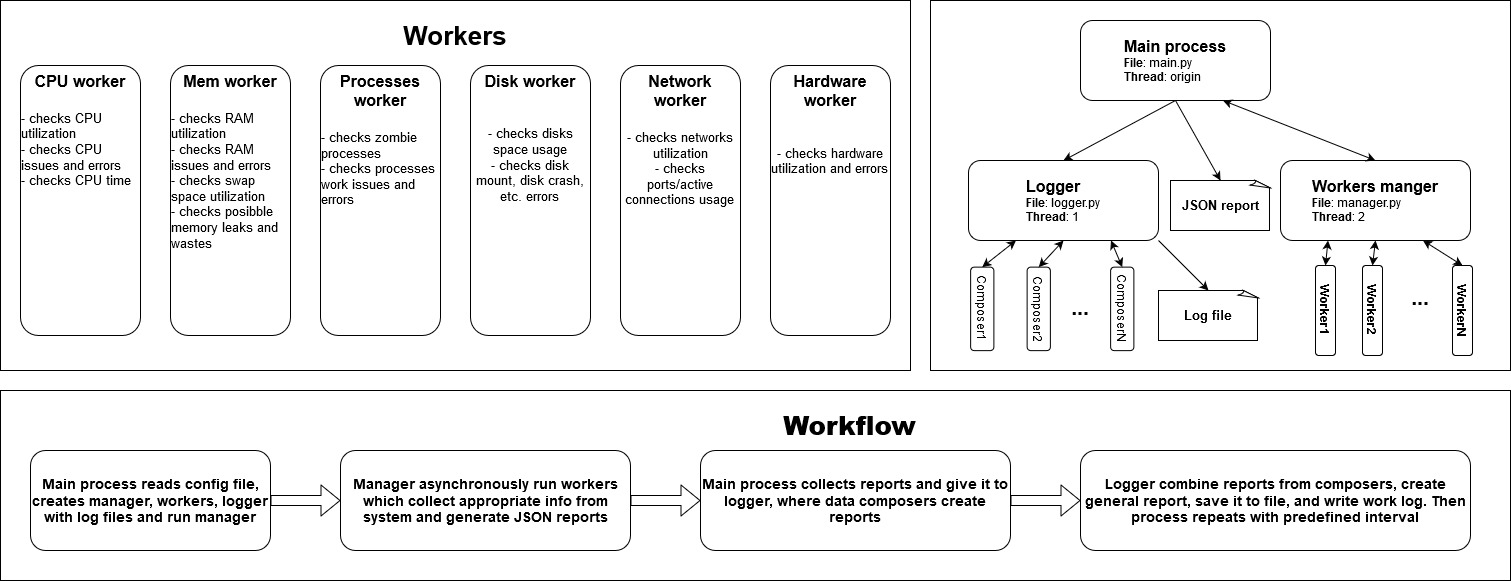 Workers
CPU worker
- checks CPU
utilization
- checks CPU
issues and errors
- checks CPU time
Mem worker
- checks RAM
utilization
- checks RAM
issues and errors
- checks swap
space utilization
- checks posibble
memory leaks and
wastes
Processes
worker
- checks zombie
processes
- checks processes
work issues and
errors
Disk worker
- checks disks
space usage
- checks disk
mount, disk crash,
etc. errors
Network
worker
- checks networks
utilization
- checks
ports/active
connections usage
Hardware
worker
- checks hardware
utilization and errors
Main process
File: main.py
Thread: origin
Logger
File: logger.py
Thread: 1
JSON report
Workers manger
File: manager.py
Thread: 2
Composer1
Composer2
...
ComposerN
Log file
Worker1
Worker2
...
WorkerN
Workflow
Main process reads config file,
creates manager, workers, logger
with log files and run manager
Manager asynchronously run workers
which collect appropriate info from
system and generate JSON reports
Main process collects reports and give it to
logger, where data composers create
reports
Logger combine reports from composers, create
general report, save it to file, and write work log. Then
process repeats with predefined interval